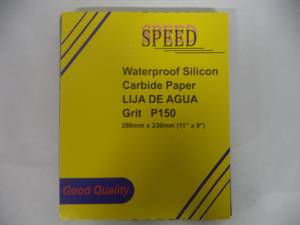 SPEED
Waterproof Silicon
Carbide Paper
LIJA DE AGUA
Grit P150
280mm x 230mm (11" x 9")
Good Quality